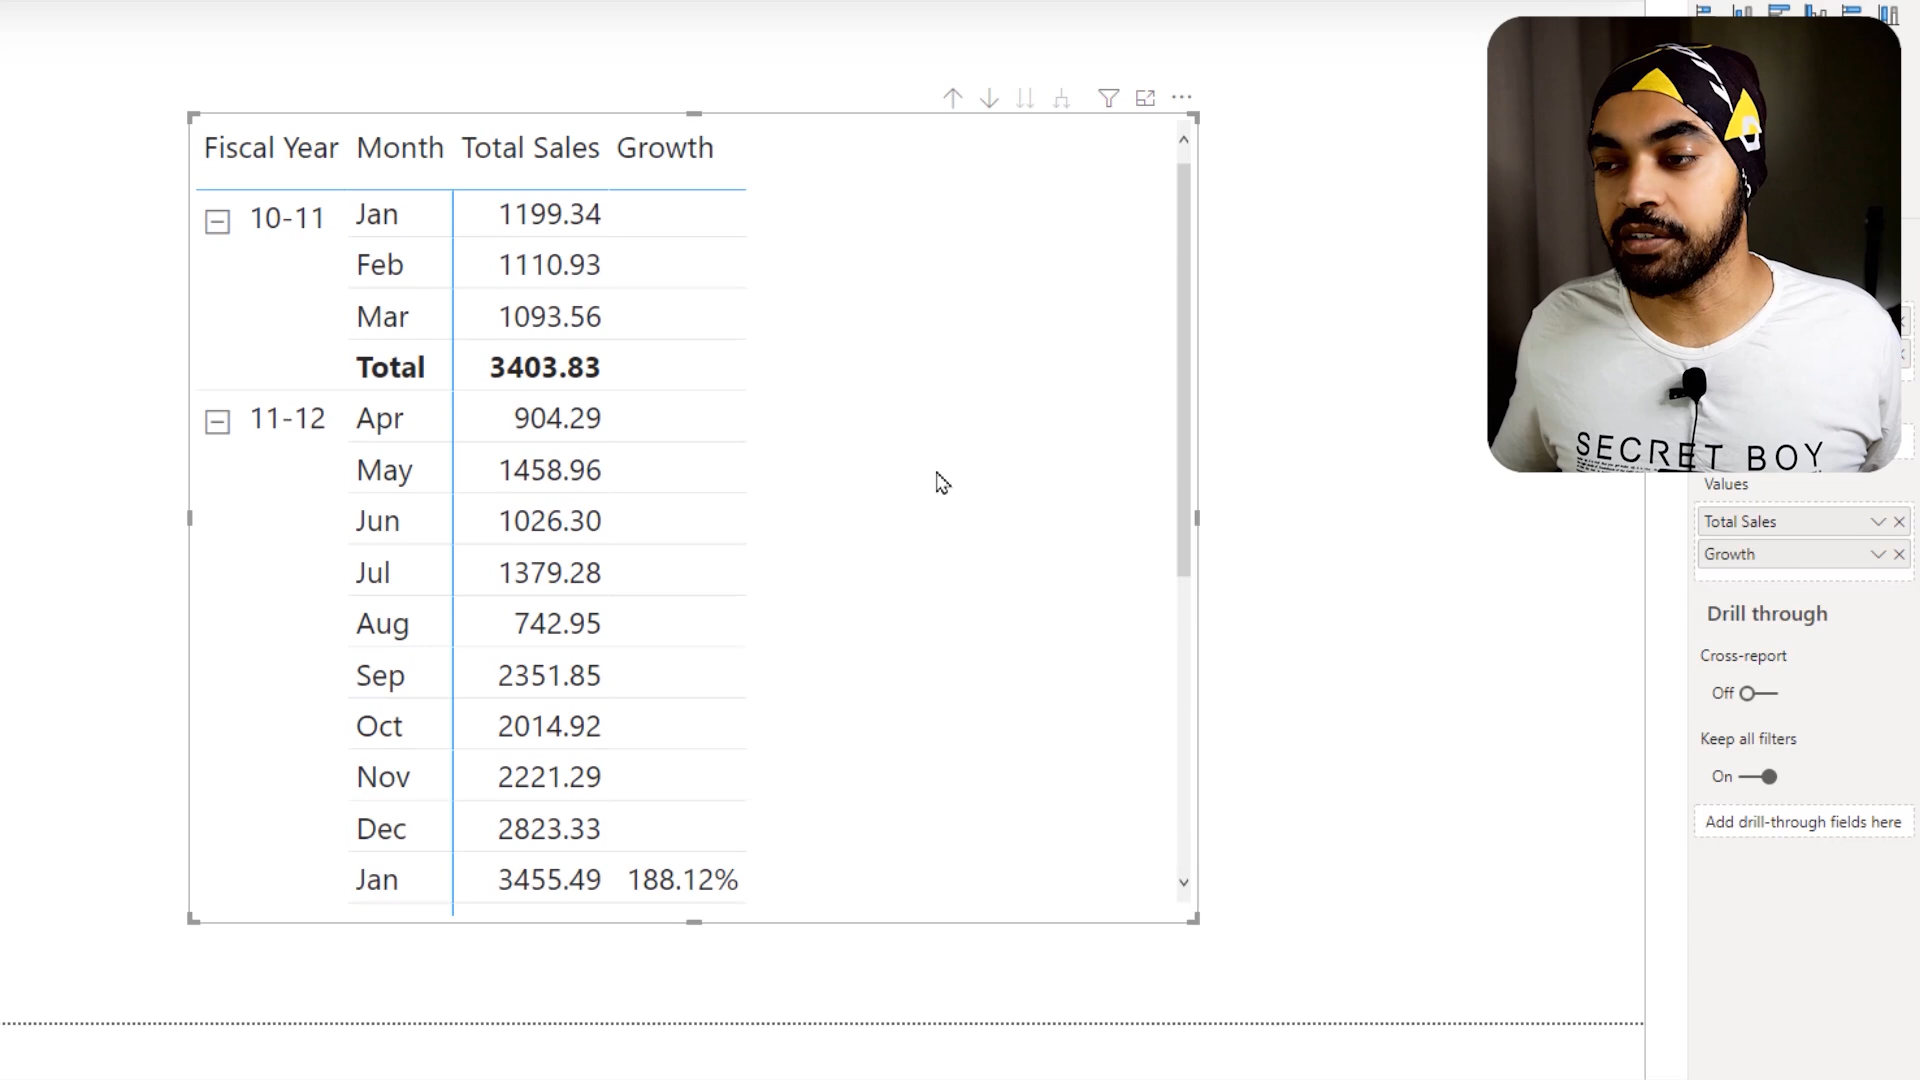 Fiscal Year Month Total Sales Growth
10-11 Jan 1199.34
Feb 1110.93
Mar 1093.56
Total 3403.83
11-12 Apr 904.29
May 1458.96
Jun 1026.30
Jul 1379.28
Aug 742.95
Sep 2351.85
Oct 2014.92
Nov 2221.29
Dec 2823.33
Jan 3455.49 188.12%
SECRET BOY
Values
Total Sales
Growth
Drill through
Cross-report
Off
Keep all filters
On
Add drill-through fields here